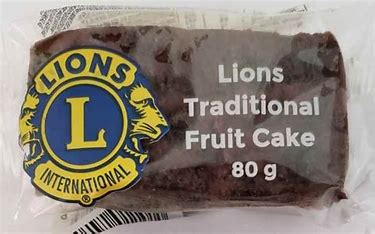 LIONS
L
INTERNATIONAL
®
Lions
Traditional
Fruit Cake
80 g